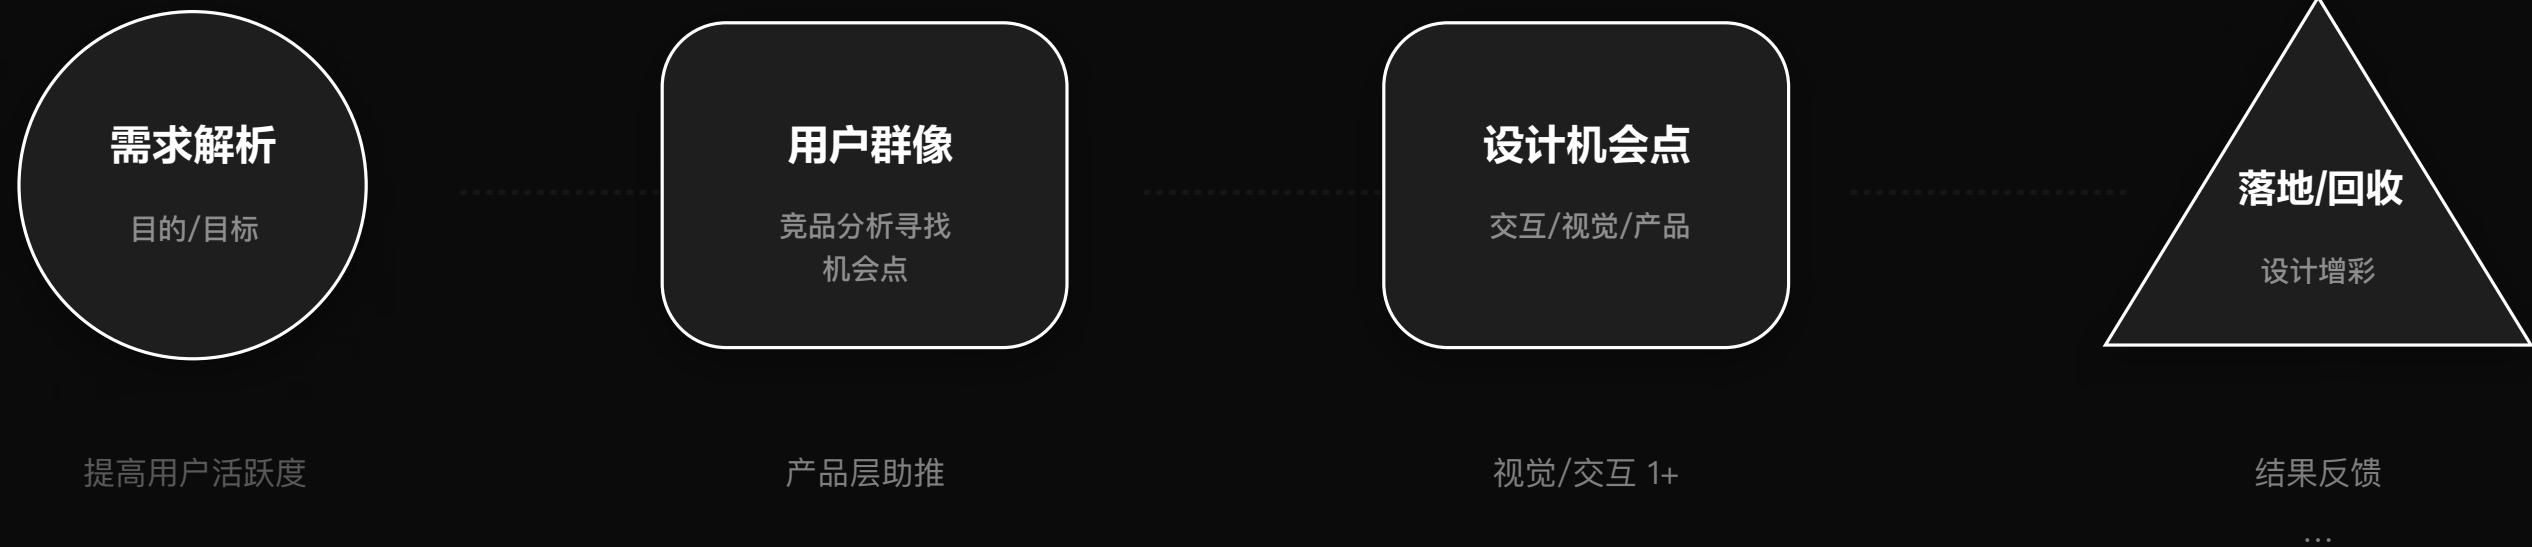 需求解析
目的/目标
提高用户活跃度
用户群像
竞品分析寻找
机会点
产品层助推
设计机会点
交互/视觉/产品
视觉/交互 1+
落地/回收
设计增彩
结果反馈
...